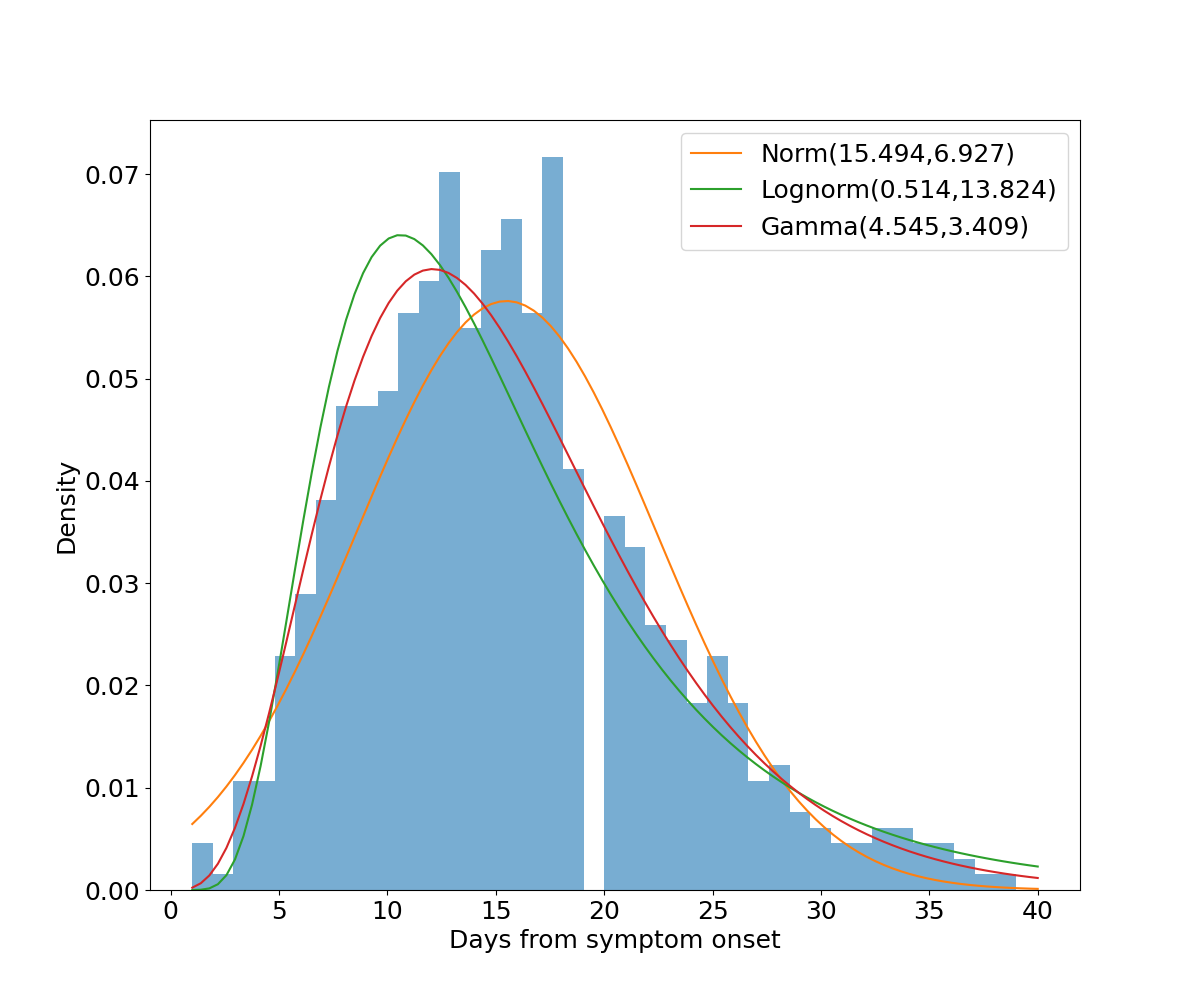 Norm(15.494,6.927)
Lognorm(0.514,13.824)
Gamma(4.545,3.409)
Density
0.07
0.06
0.05
0.04
0.03
0.02
0.01
0.00
0 5 10 15 20 25 30 35 40
Days from symptom onset